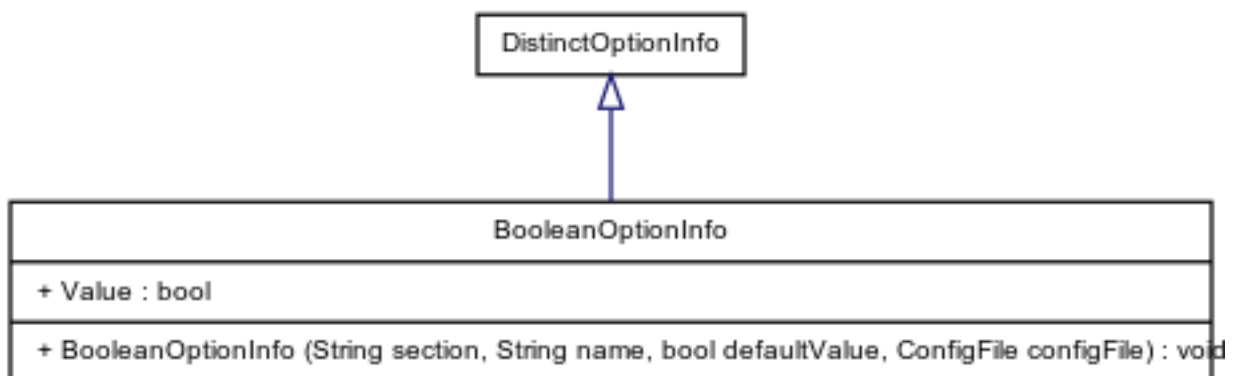 DistinctOptionInfo
BooleanOptionInfo
+ Value : bool
+ BooleanOptionInfo (String section, String name, bool defaultValue, ConfigFile configFile) : void